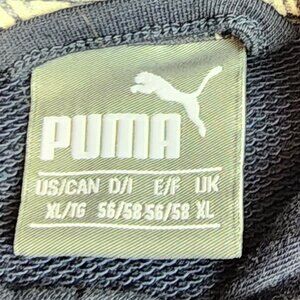 PUMA
US/CAN D/I E/F UK
XL/TG 56/58 56/58 XL